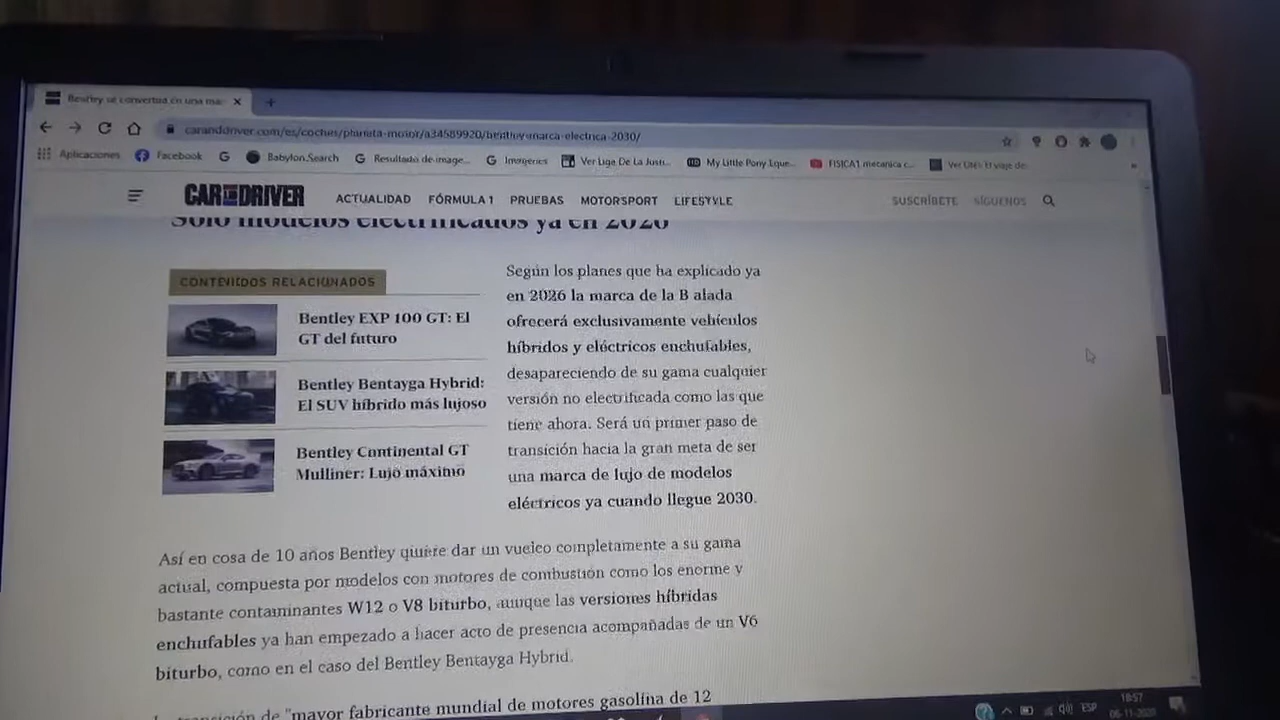 Bentley se convertirá en una ma
caranddriver.com/es/coches/planeta-motor/a34589920/bentley-marca-electrica-2030/
Aplicaciones Facebook Babylon Search Resultado de image... Imágenes Ver Liga De La Justi... My Little Pony Eque... FISICA1 mecanica c...
CAR AND DRIVER ACTUALIDAD FÓRMULA 1 PRUEBAS MOTORSPORT LIFESTYLE SUSCRÍBETE SÍGUENOS
Sólo modelos electrificados ya en 2026
CONTENIDOS RELACIONADOS
Bentley EXP 100 GT: El
GT del futuro
Bentley Bentayga Hybrid:
El SUV híbrido más lujoso
Bentley Continental GT
Mulliner: Lujo máximo
Según los planes que ha explicado ya
en 2026 la marca de la B alada
ofrecerá exclusivamente vehículos
híbridos y eléctricos enchufables,
desapareciendo de su gama cualquier
versión no electrificada como las que
tiene ahora. Será un primer paso de
transición hacia la gran meta de ser
una marca de lujo de modelos
eléctricos ya cuando llegue 2030.
Así en cosa de 10 años Bentley quiere dar un vuelco completamente a su gama
actual, compuesta por modelos con motores de combustión como los enorme y
bastante contaminantes W12 o V8 biturbo, aunque las versiones híbridas
enchufables ya han empezado a hacer acto de presencia acompañadas de un V6
biturbo, como en el caso del Bentley Bentayga Hybrid.
transición de "mayor fabricante mundial de motores gasolina de 12
ESP
18:57
06-11-2020